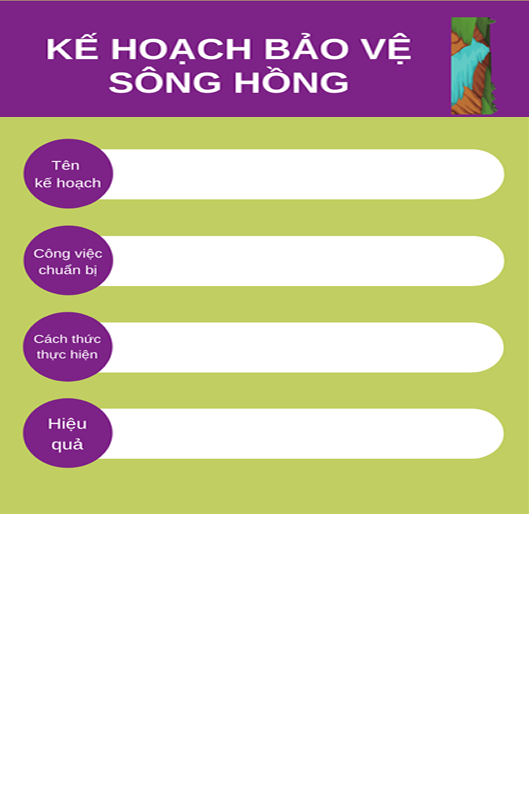 KẾ HOẠCH BẢO VỆ
SÔNG HỒNG
Tên
kế hoạch
Công việc
chuẩn bị
Cách thức
thực hiện
Hiệu
quả